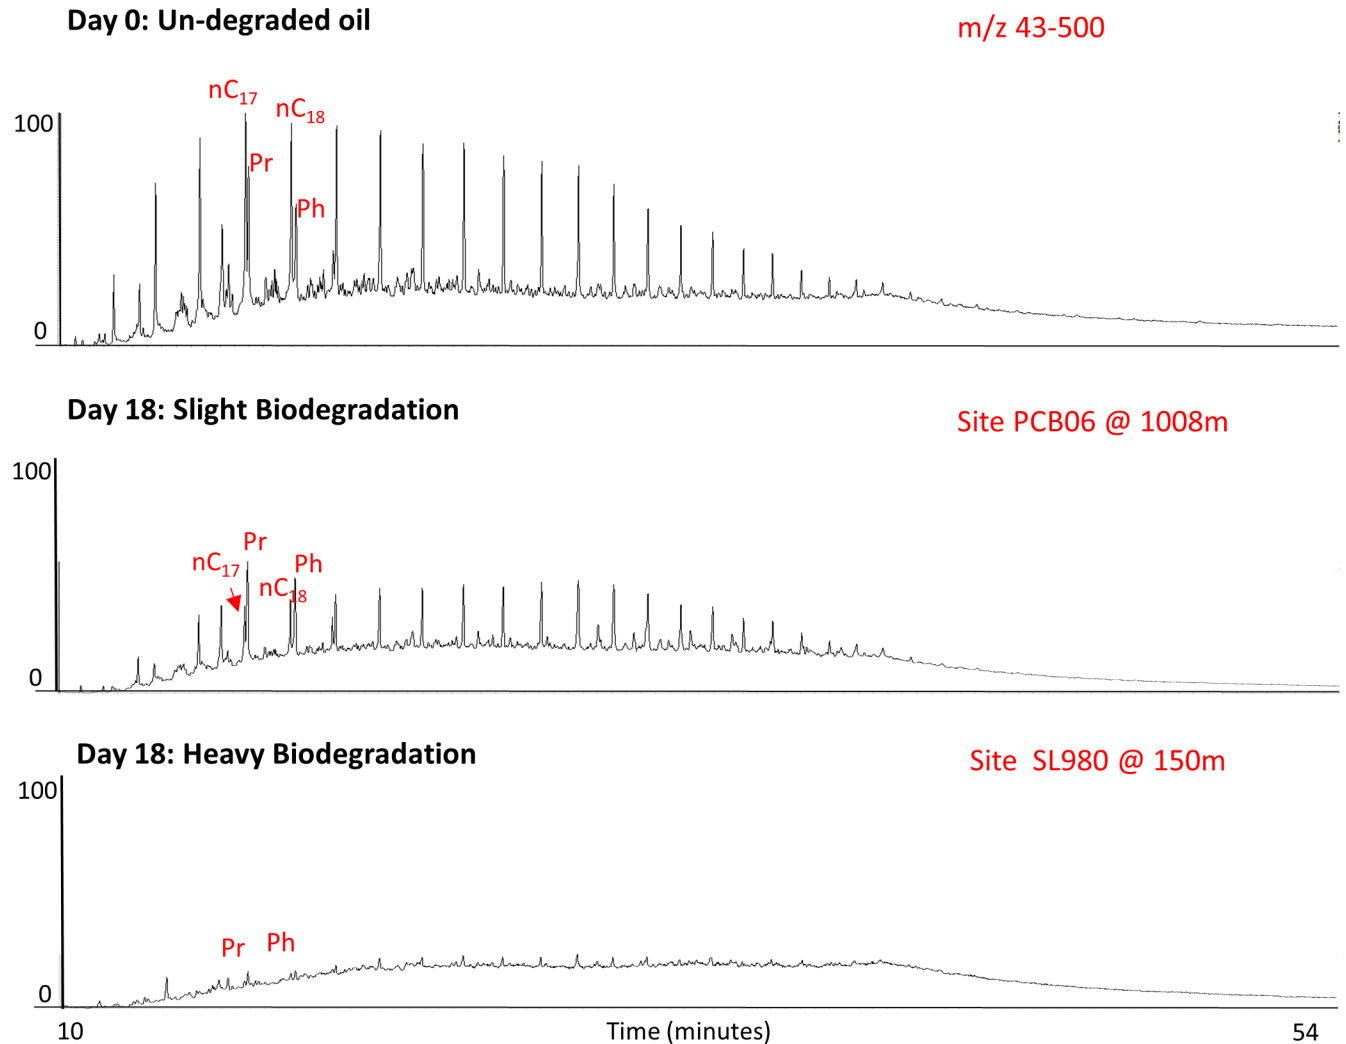 Day 0: Un-degraded oil
m/z 43-500
nC17
nC18
100
Pr
Ph
0
Day 18: Slight Biodegradation
Site PCB06 @ 1008m
100
Pr
nC17
Ph
nC18
0
Day 18: Heavy Biodegradation
Site SL980 @ 150m
100
Pr
Ph
0
10
Time (minutes)
54